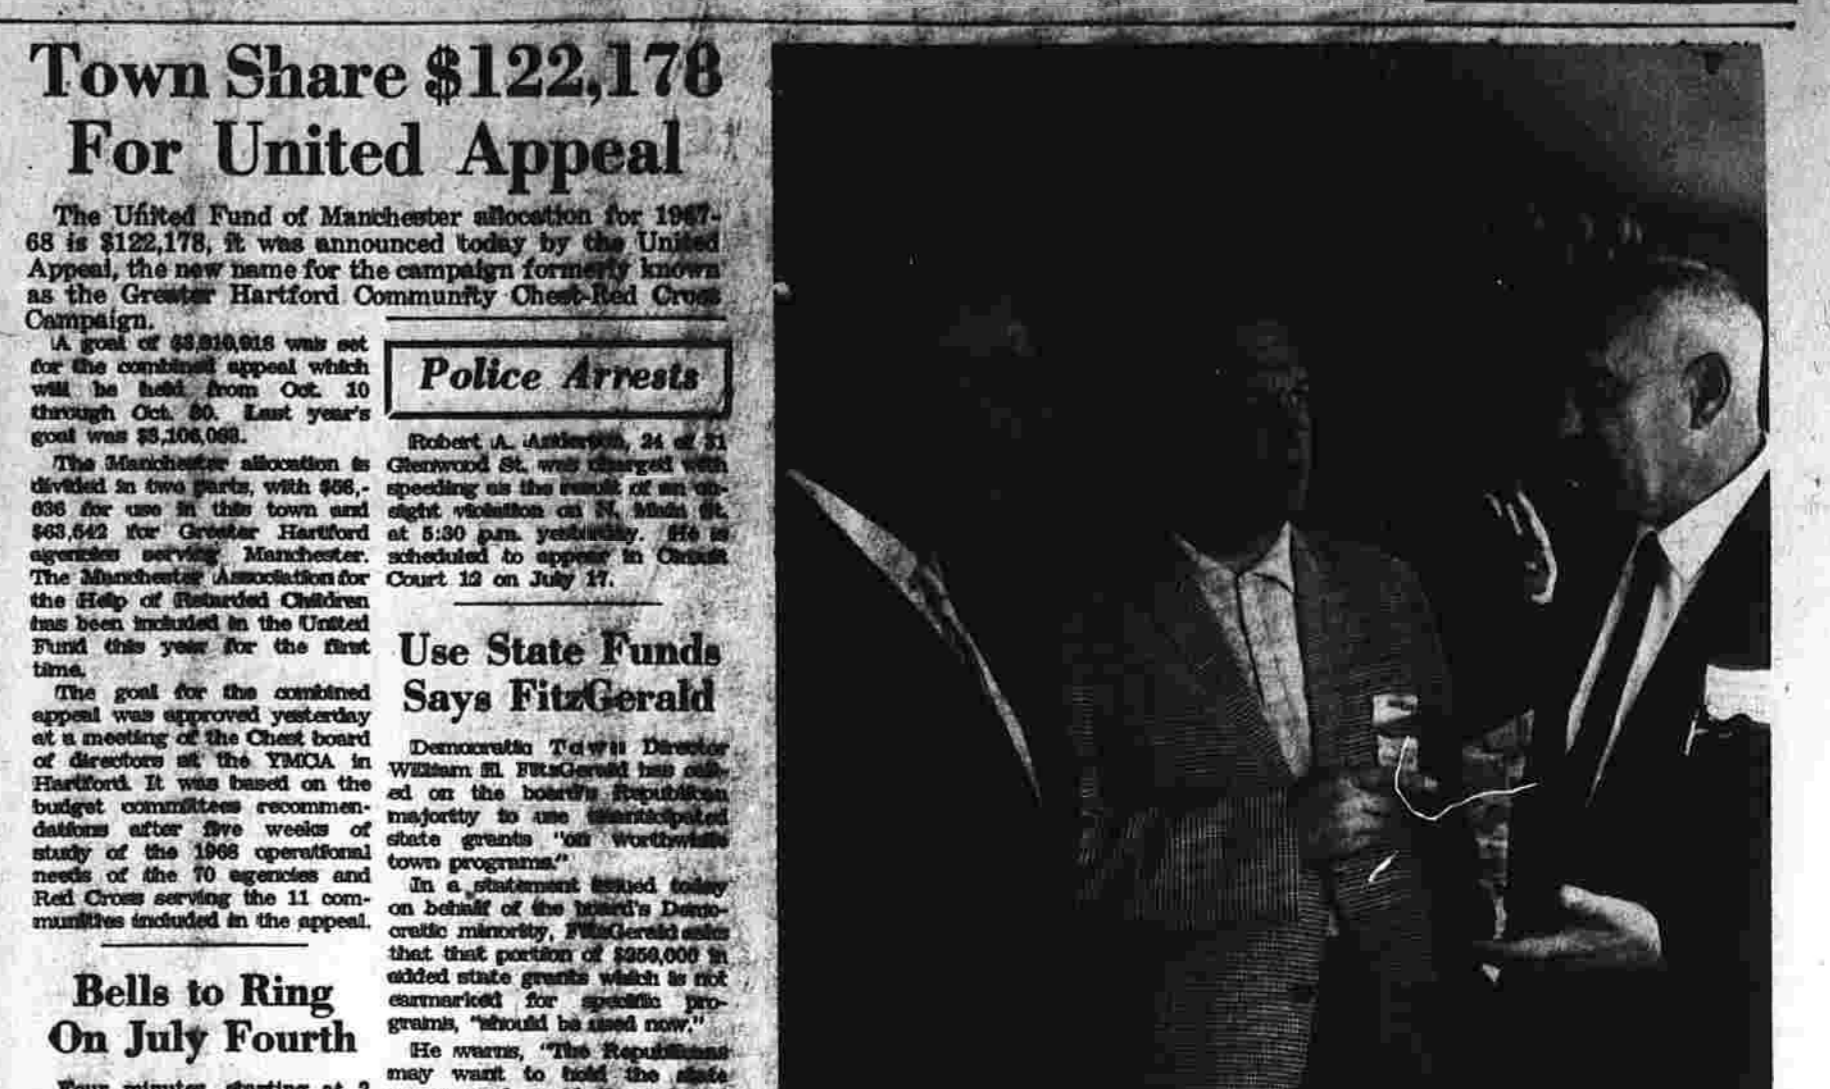 Town Share $122,178
For United Appeal
The United Fund of Manchester allocation for 1967-
68 is $122,178, it was announced today by the United
Appeal, the new name for the campaign formerly known
as the Greater Hartford Community Chest-Red Cross
Campaign.
A goal of was set
for the combined appeal which
will be held from Oct. 10
through Oct. Last year's
goal was
The Manchester allocation is
divided in two parts, with
for use in this town and
$63,542 for Greater Hartford
agencies serving Manchester.
The Manchester Association for
the Help of Retarded Children
has been included in the United
Fund this year for the first
time.
The goal for the combined
appeal was approved yesterday
at a meeting of the Chest board
of directors at the YMCA in
Hartford. It was based on the
budget committees recommen-
dations after five weeks of
study of the 1968 operational
needs of the 70 agencies and
Red Cross serving the 11 com-
munities included in the appeal.
Bells to Ring
On July Fourth
Four minutes, starting at 2
Police Arrests
Robert A. Anderson, 24 of 31
Glenwood St. was charged with
speeding as the result of an on-
sight violation on N. Main St.
at 5:30 p.m. yesterday. He is
scheduled to appear in Circuit
Court 12 on July 17.
Use State Funds
Says FitzGerald
Democratic Town Director
William E. FitzGerald has call-
ed on the board's Republican
majority to use unanticipated
state grants "on worthwhile
town programs."
In a statement issued today
on behalf of the board's Demo-
cratic minority, FitzGerald asks
that that portion of in
added state grants which is not
earmarked for specific pro-
grams, "should be used now."
He warns, "The Republicans
may want to hold the state